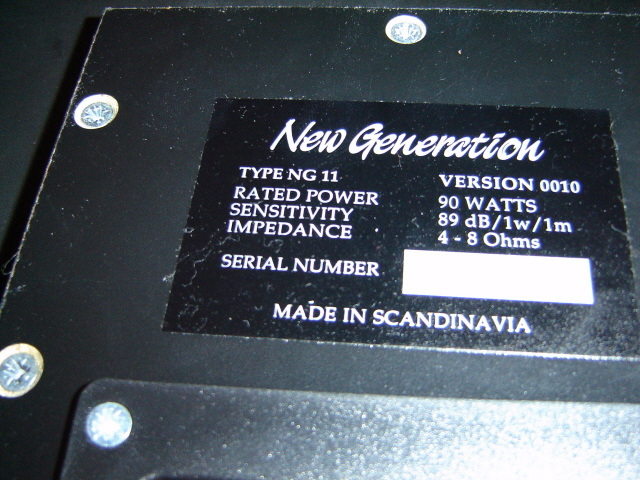 New Generation
TYPE NG 11 VERSION 0010
RATED POWER 90 WATTS
SENSITIVITY 89 dB/1w/1m
IMPEDANCE 4 - 8 Ohms
SERIAL NUMBER
MADE IN SCANDINAVIA